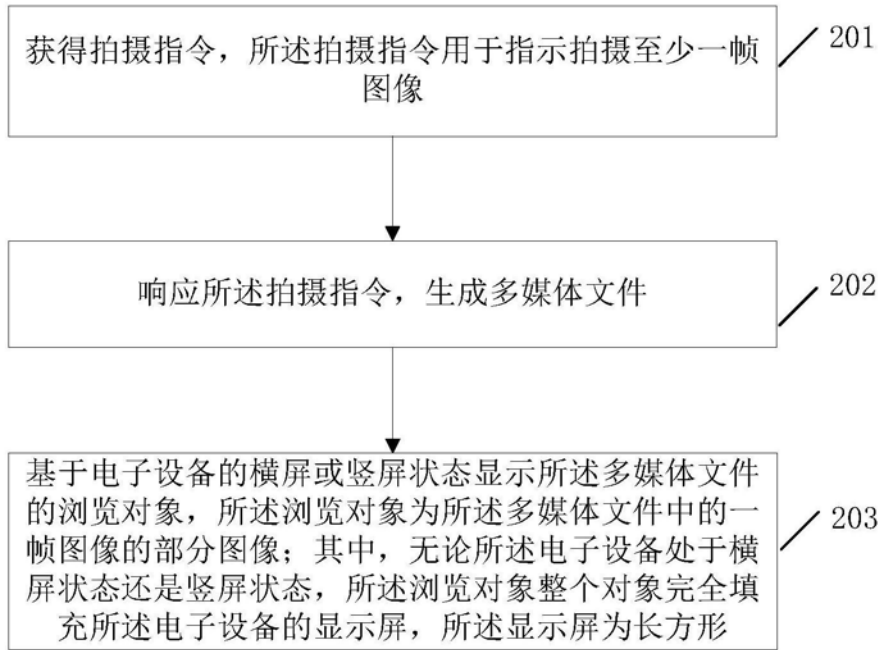 获得拍摄指令，所述拍摄指令用于指示拍摄至少一帧
图像
201
响应所述拍摄指令，生成多媒体文件
202
基于电子设备的横屏或竖屏状态显示所述多媒体文件
的浏览对象，所述浏览对象为所述多媒体文件中的一
帧图像的部分图像；其中，无论所述电子设备处于横
屏状态还是竖屏状态，所述浏览对象整个对象完全填
充所述电子设备的显示屏，所述显示屏为长方形
203